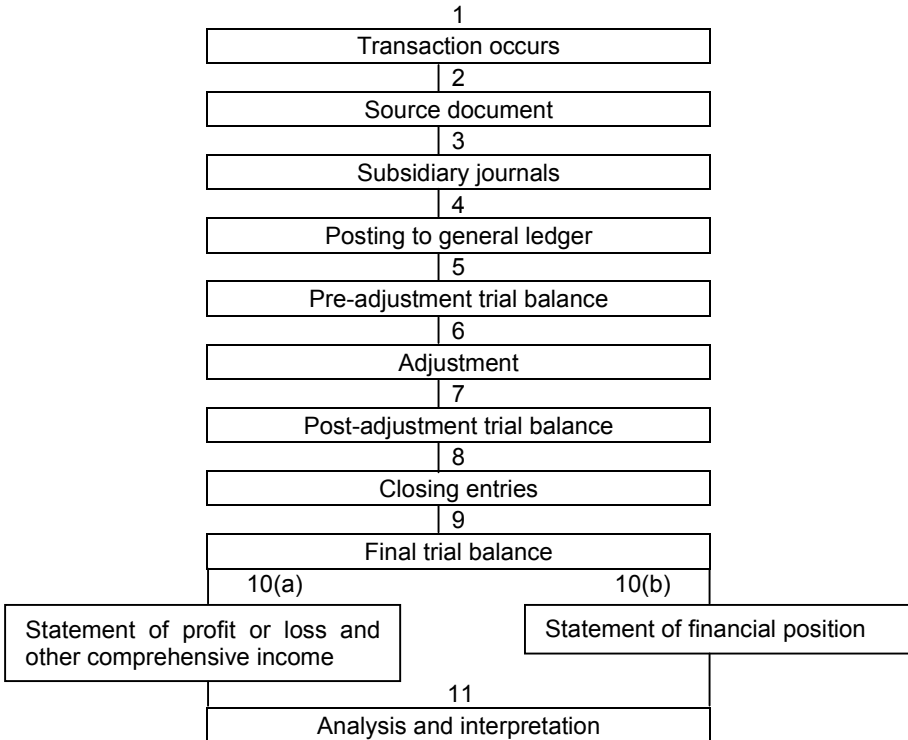 1
Transaction occurs
2
Source document
3
Subsidiary journals
4
Posting to general ledger
5
Pre-adjustment trial balance
6
Adjustment
7
Post-adjustment trial balance
8
Closing entries
9
Final trial balance
10(a)
10(b)
Statement of profit or loss and
other comprehensive income
Statement of financial position
11
Analysis and interpretation